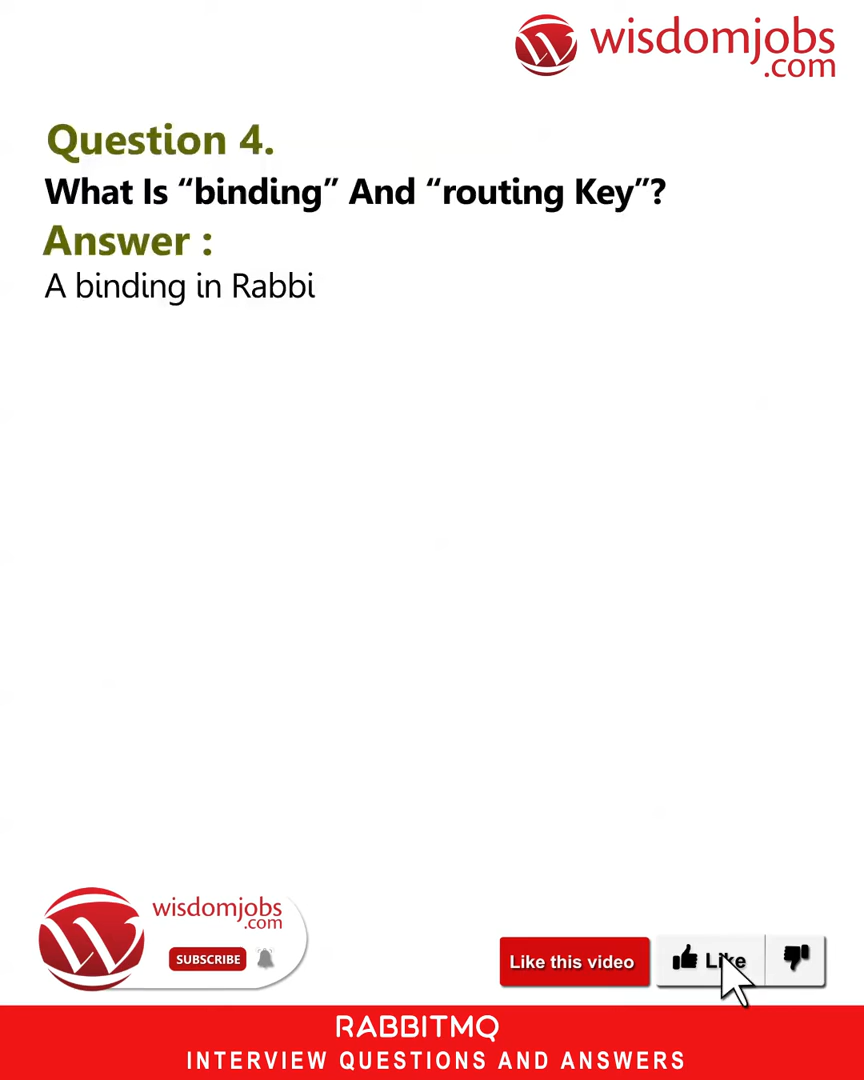 wisdomjobs
.com
Question 4.
What Is “binding” And “routing Key”?
Answer :
A binding in Rabbi
wisdomjobs
.com
SUBSCRIBE
Like this video
Like
RABBITMQ
INTERVIEW QUESTIONS AND ANSWERS